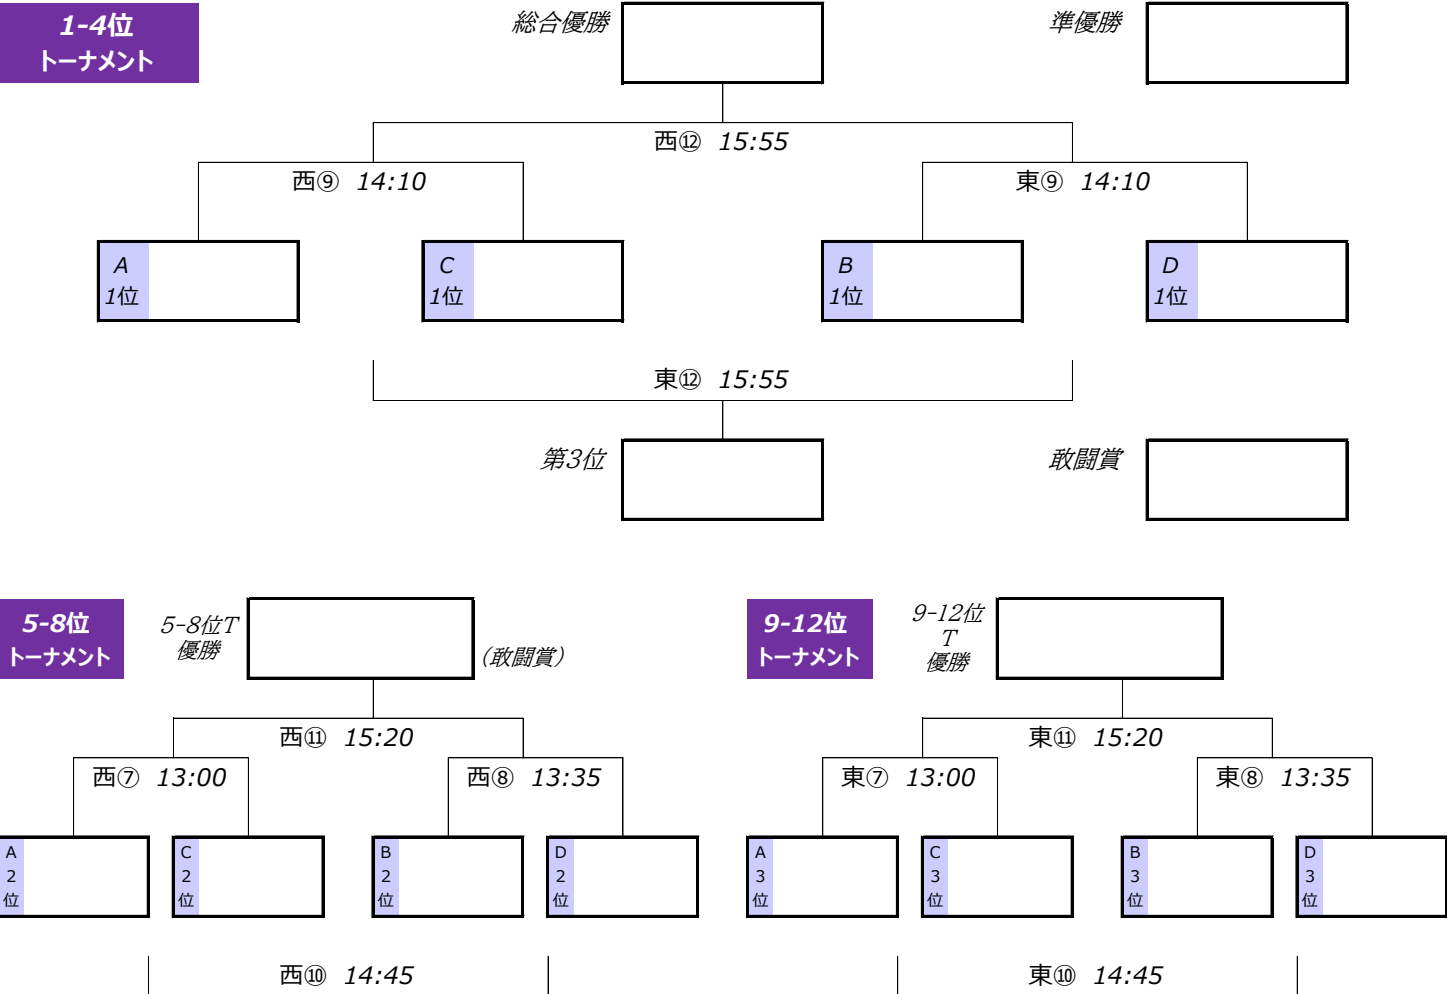 1-4位
トーナメント
総合優勝
準優勝
西⑫ 15:55
西⑨ 14:10
東⑨ 14:10
A
1位
C
1位
B
1位
D
1位
東⑫ 15:55
第3位
敢闘賞
5-8位
トーナメント
5-8位T
優勝
(敢闘賞)
9-12位
トーナメント
9-12位
T
優勝
西⑪ 15:20
東⑪ 15:20
西⑦ 13:00
西⑧ 13:35
東⑦ 13:00
東⑧ 13:35
A
2
位
C
2
位
B
2
位
D
2
位
A
3
位
C
3
位
B
3
位
D
3
位
西⑩ 14:45
東⑩ 14:45